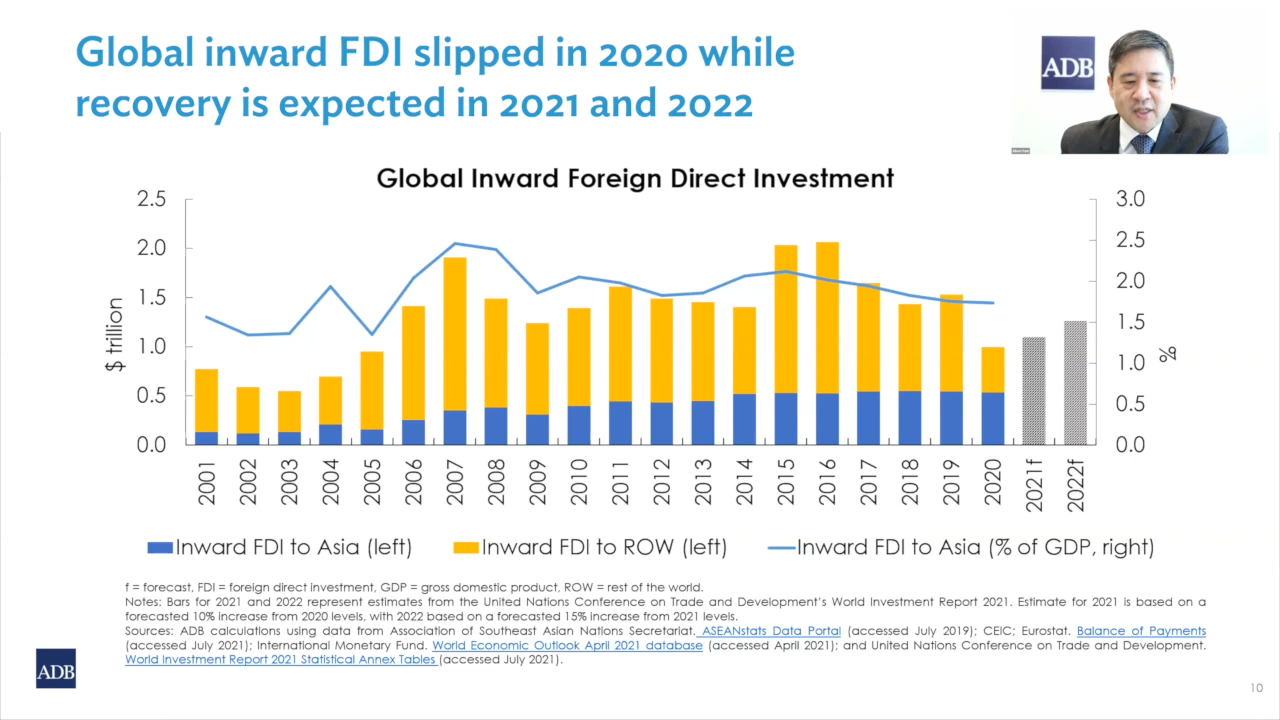 Global inward FDI slipped in 2020 while
recovery is expected in 2021 and 2022
ADB
Global Inward Foreign Direct Investment
2.5
2.0
1.5
1.0
0.5
0.0
$ trillion
3.0
2.5
2.0
1.5
1.0
0.5
0.0
%
2001
2002
2003
2004
2005
2006
2007
2008
2009
2010
2011
2012
2013
2014
2015
2016
2017
2018
2019
2020
2021f
2022f
Inward FDI to Asia (left)
Inward FDI to ROW (left)
Inward FDI to Asia (% of GDP, right)
f = forecast, FDI = foreign direct investment, GDP = gross domestic product, ROW = rest of the world.
Notes: Bars for 2021 and 2022 represent estimates from the United Nations Conference on Trade and Development's World Investment Report 2021. Estimate for 2021 is based on a
forecasted 10% increase from 2020 levels, with 2022 based on a forecasted 15% increase from 2021 levels.
Sources: ADB calculations using data from Association of Southeast Asian Nations Secretariat. ASEANstats Data Portal (accessed July 2019); CEIC; Eurostat. Balance of Payments
(accessed July 2021); International Monetary Fund. World Economic Outlook April 2021 database (accessed April 2021); and United Nations Conference on Trade and Development.
World Investment Report 2021 Statistical Annex Tables (accessed July 2021).
ADB
10